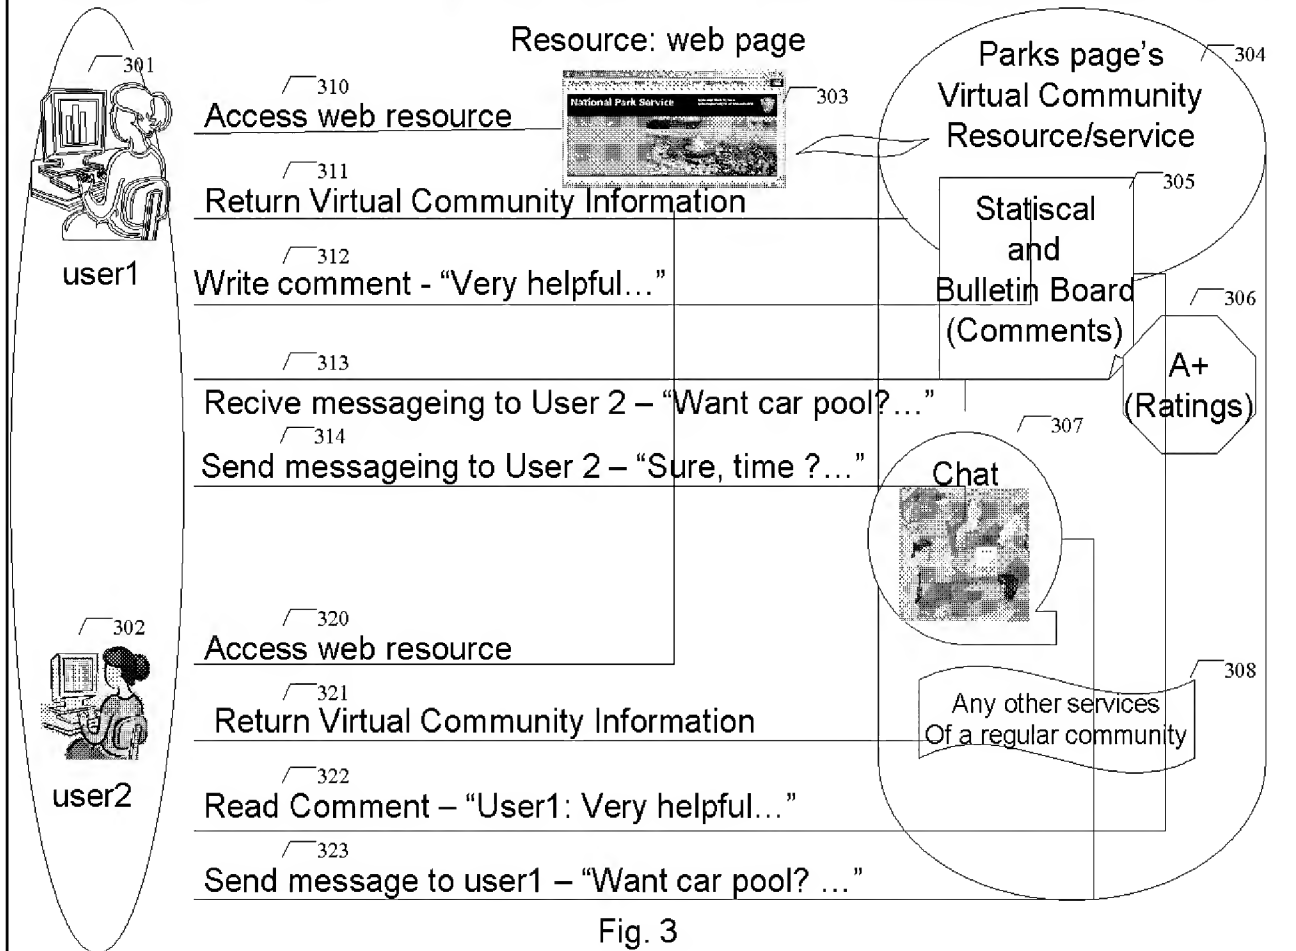 Resource: web page
301
user1
310
Access web resource
National Park Service
303
Parks page's
Virtual Community
Resource/service
304
311
Return Virtual Community Information
305
Statiscal
and
Bulletin Board
(Comments)
312
Write comment - “Very helpful…”
306
A+
(Ratings)
313
Recive messageing to User 2 – “Want car pool?…”
314
Send messageing to User 2 – “Sure, time ?…”
307
Chat
302
user2
320
Access web resource
321
Return Virtual Community Information
308
Any other services
Of a regular community
322
Read Comment – “User1: Very helpful…”
323
Send message to user1 – “Want car pool? …”
Fig. 3